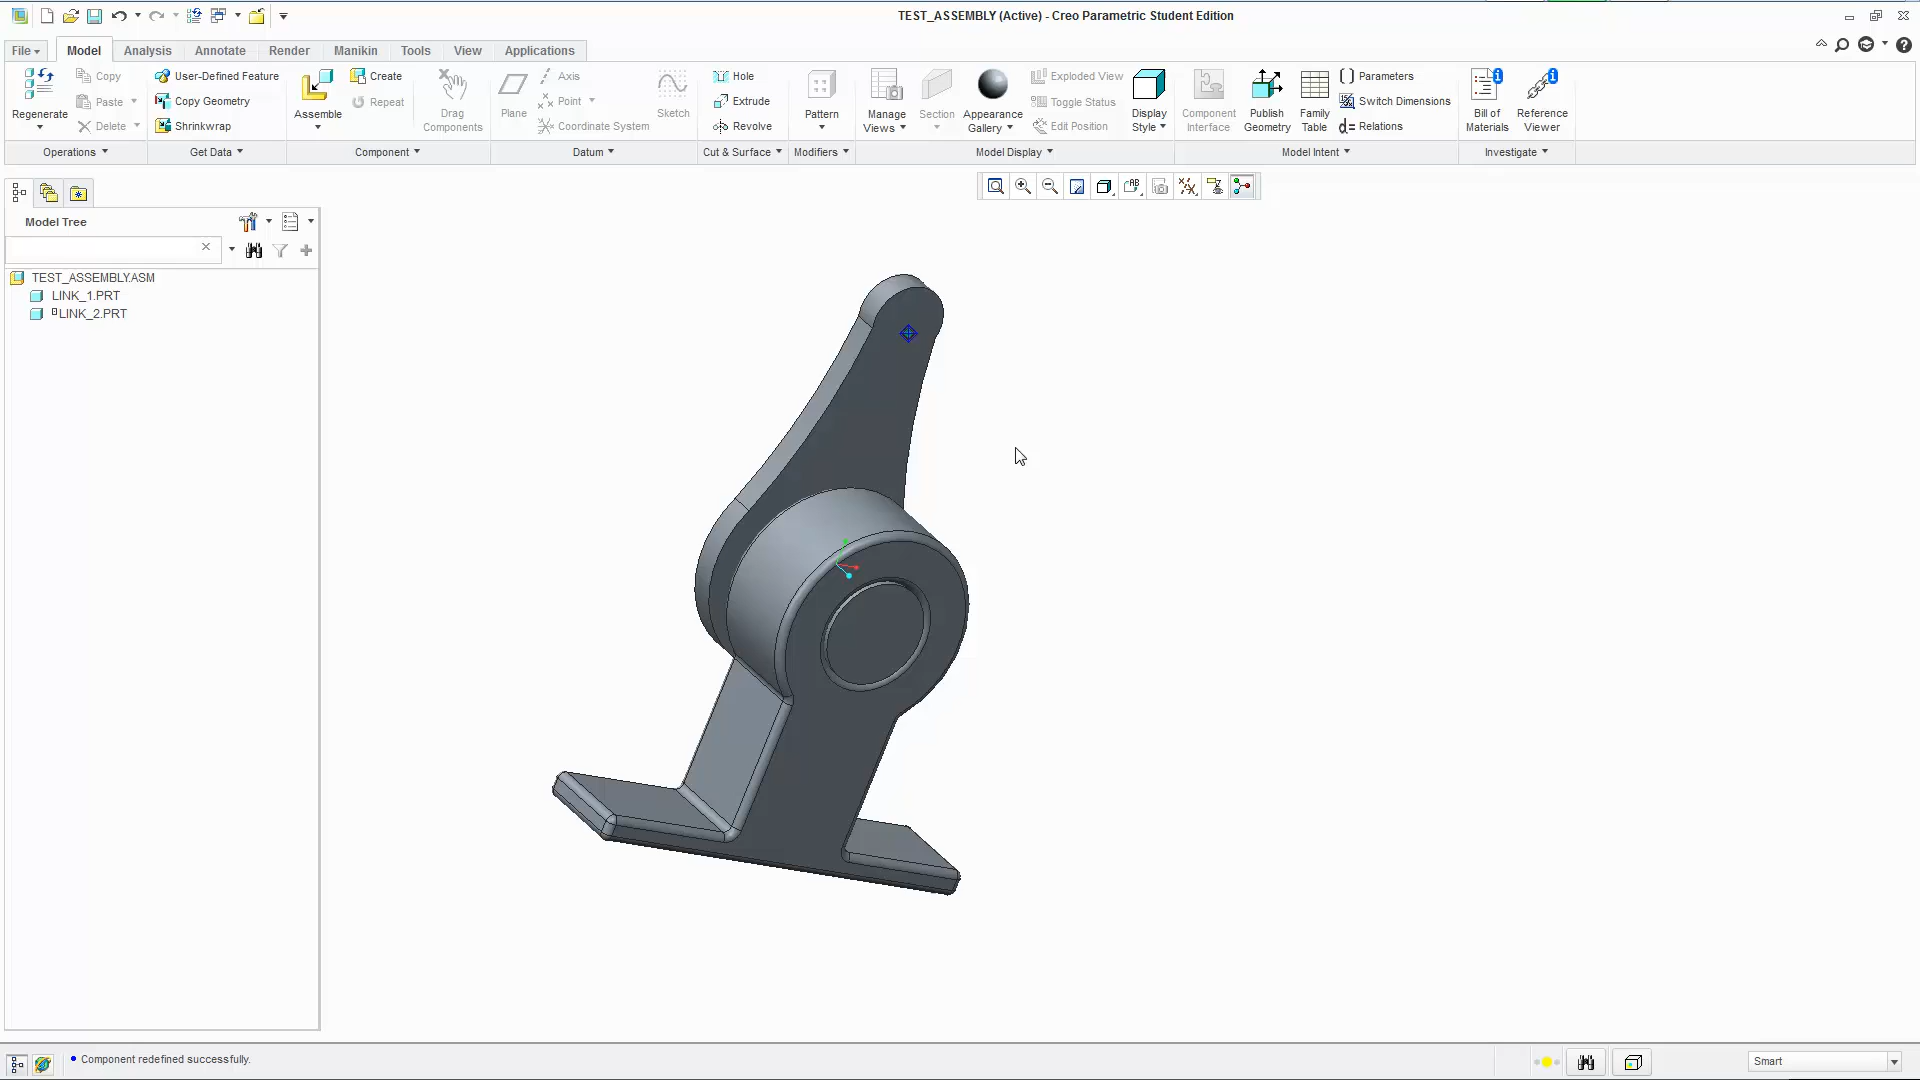 TEST_ASSEMBLY (Active) - Creo Parametric Student Edition
File Model Analysis Annotate Render Manikin Tools View Applications
Regenerate
Copy
Paste
Delete
Operations
User-Defined Feature
Copy Geometry
Shrinkwrap
Get Data
Assemble
Create
Repeat
Drag
Components
Component
Plane
Axis
Point
Coordinate System
Sketch
Datum
Hole
Extrude
Revolve
Cut & Surface
Pattern
Modifiers
Manage
Views
Section
Appearance
Gallery
Exploded View
Toggle Status
Edit Position
Display
Style
Model Display
Component
Interface
Publish
Geometry
Family
Table
Parameters
Switch Dimensions
d= Relations
Model Intent
Bill of
Materials
Reference
Viewer
Investigate
Model Tree
TEST_ASSEMBLY.ASM
LINK_1.PRT
LINK_2.PRT
Component redefined successfully.
Smart